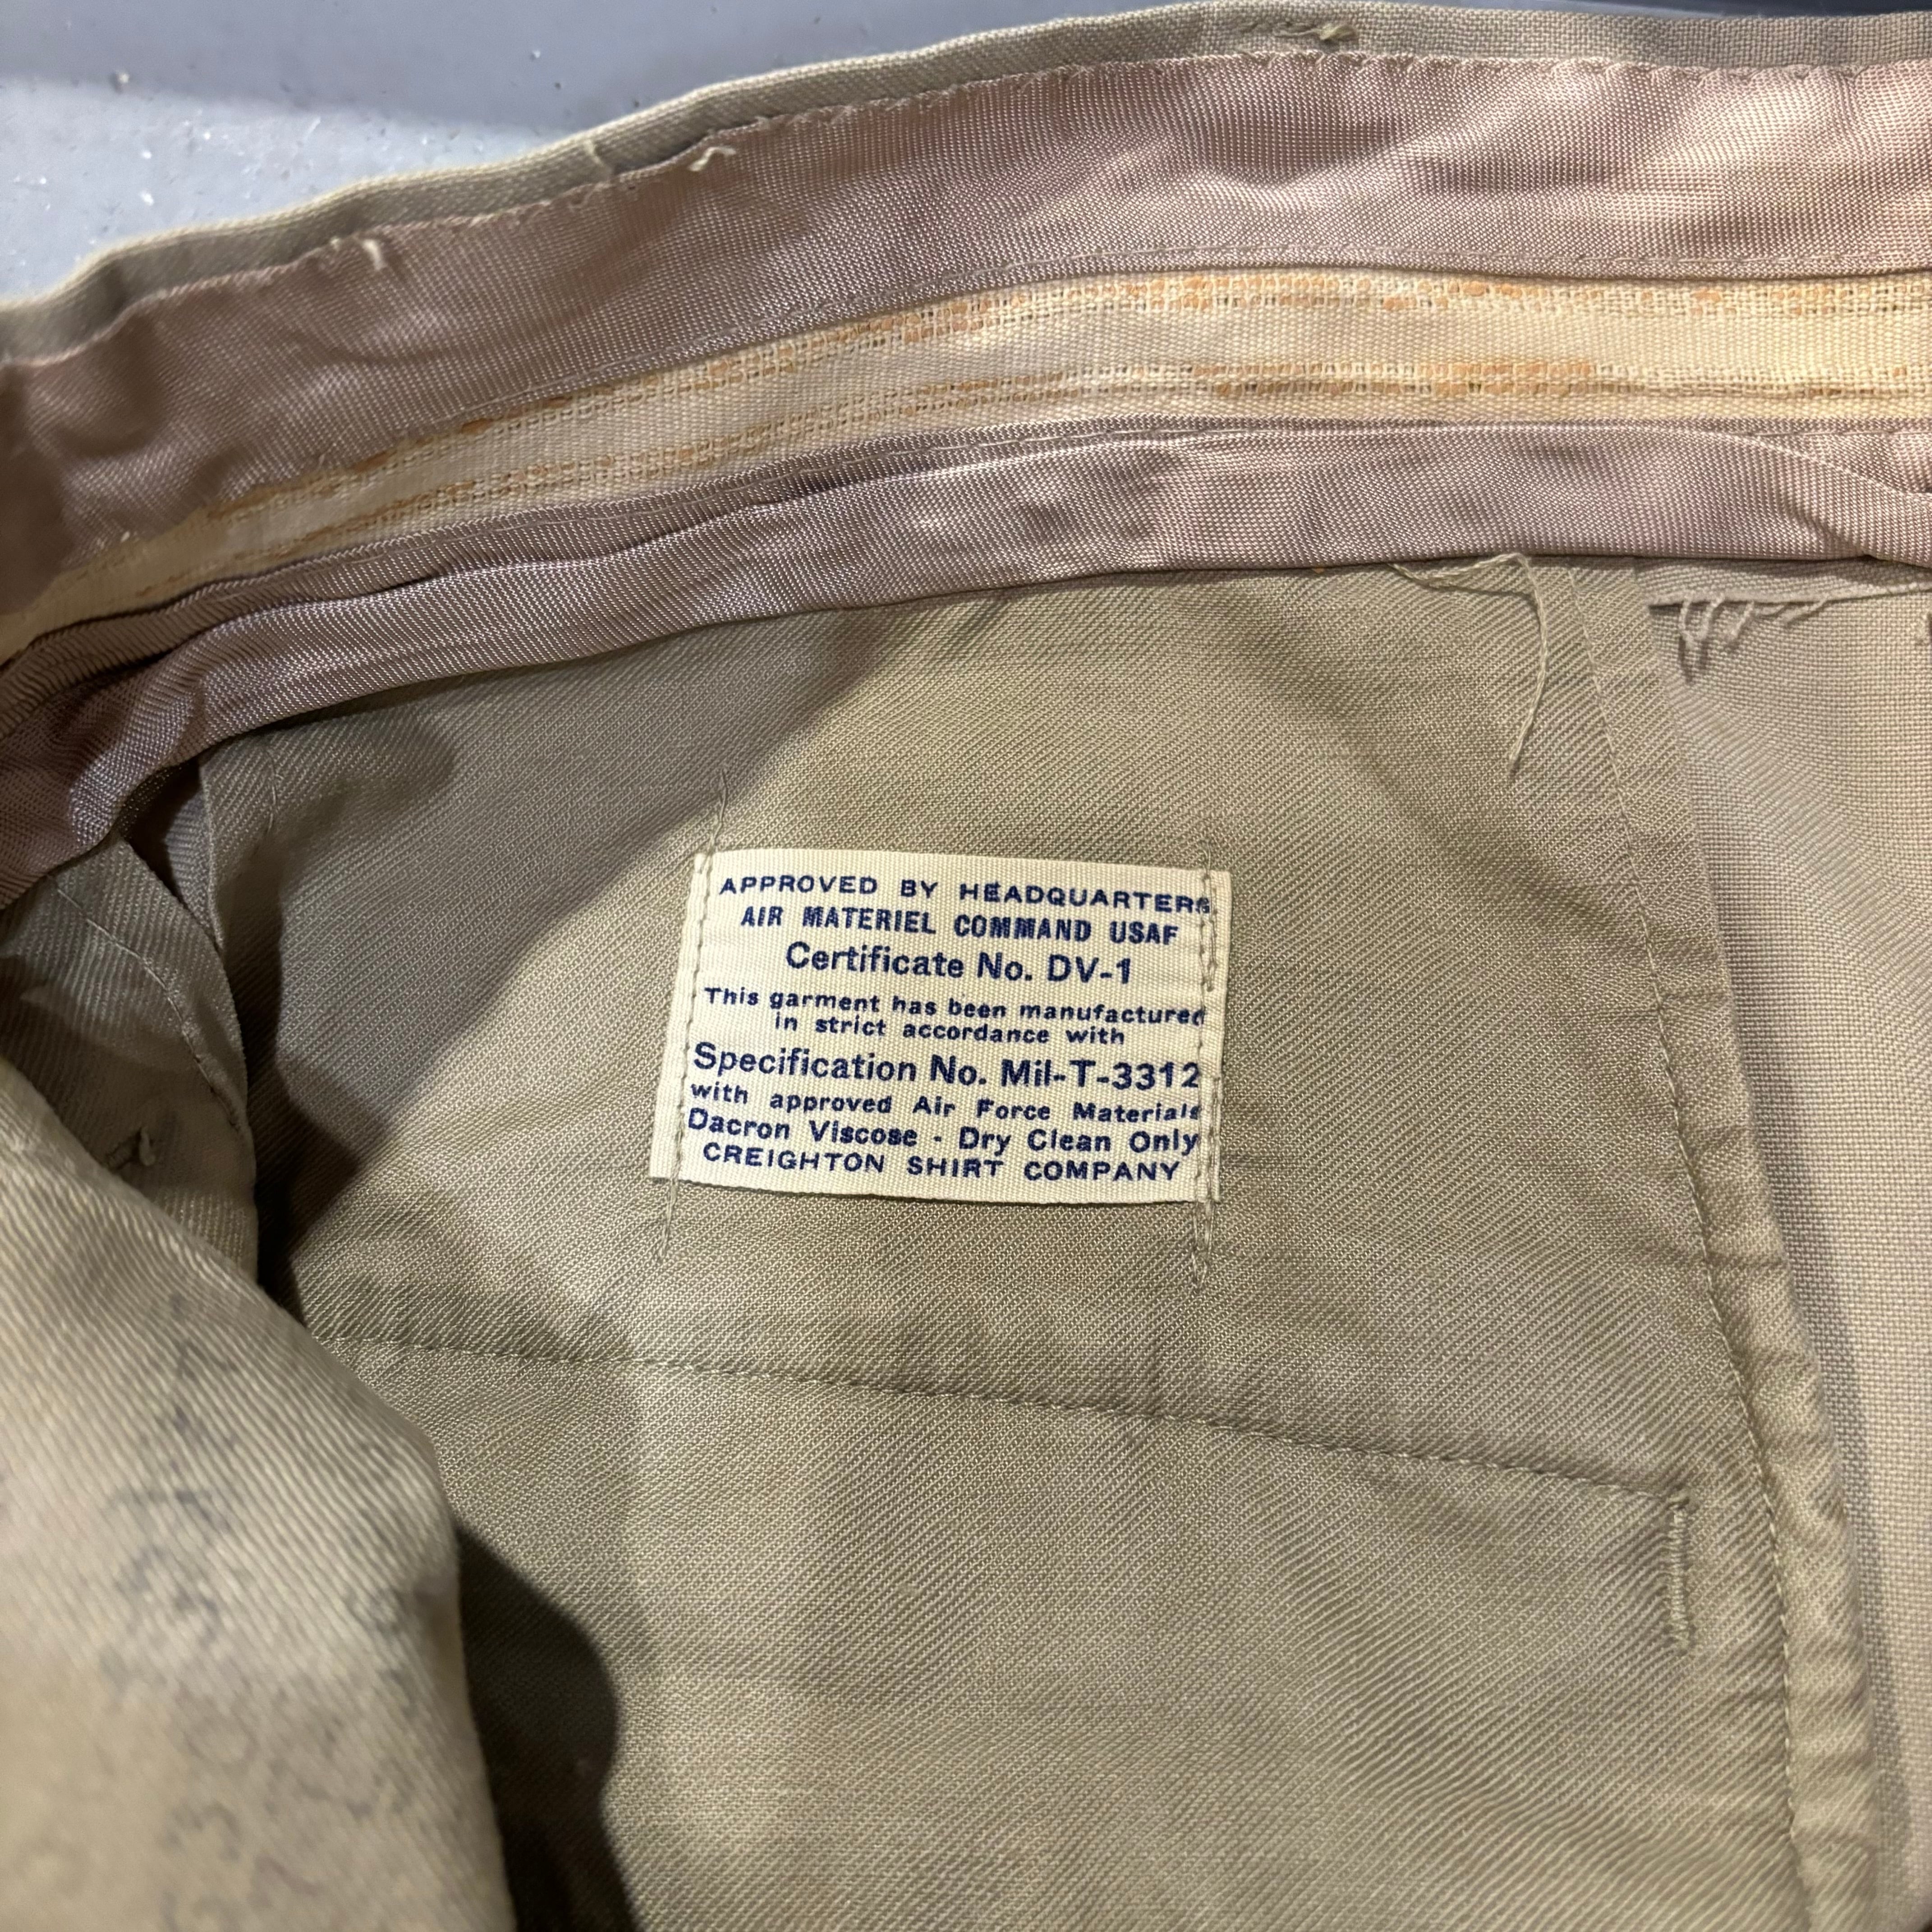 APPROVED BY HEADQUARTERS
AIR MATERIEL COMMAND USAF
Certificate No. DV-1
This garment has been manufactured
in strict accordance with
Specification No. Mil-T-3312
with approved Air Force Materials
Dacron Viscose - Dry Clean Only
CREIGHTON SHIRT COMPANY